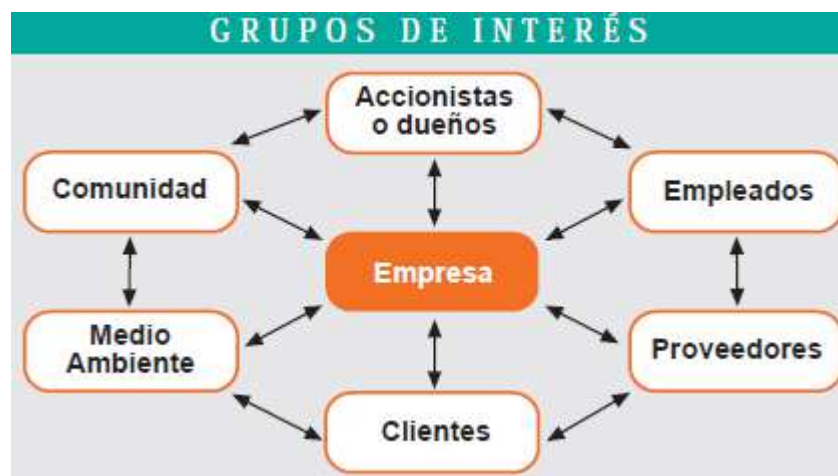 GRUPOS DE INTERÉS
Accionistas
o dueños
Comunidad
Empleados
Empresa
Medio
Ambiente
Proveedores
Clientes